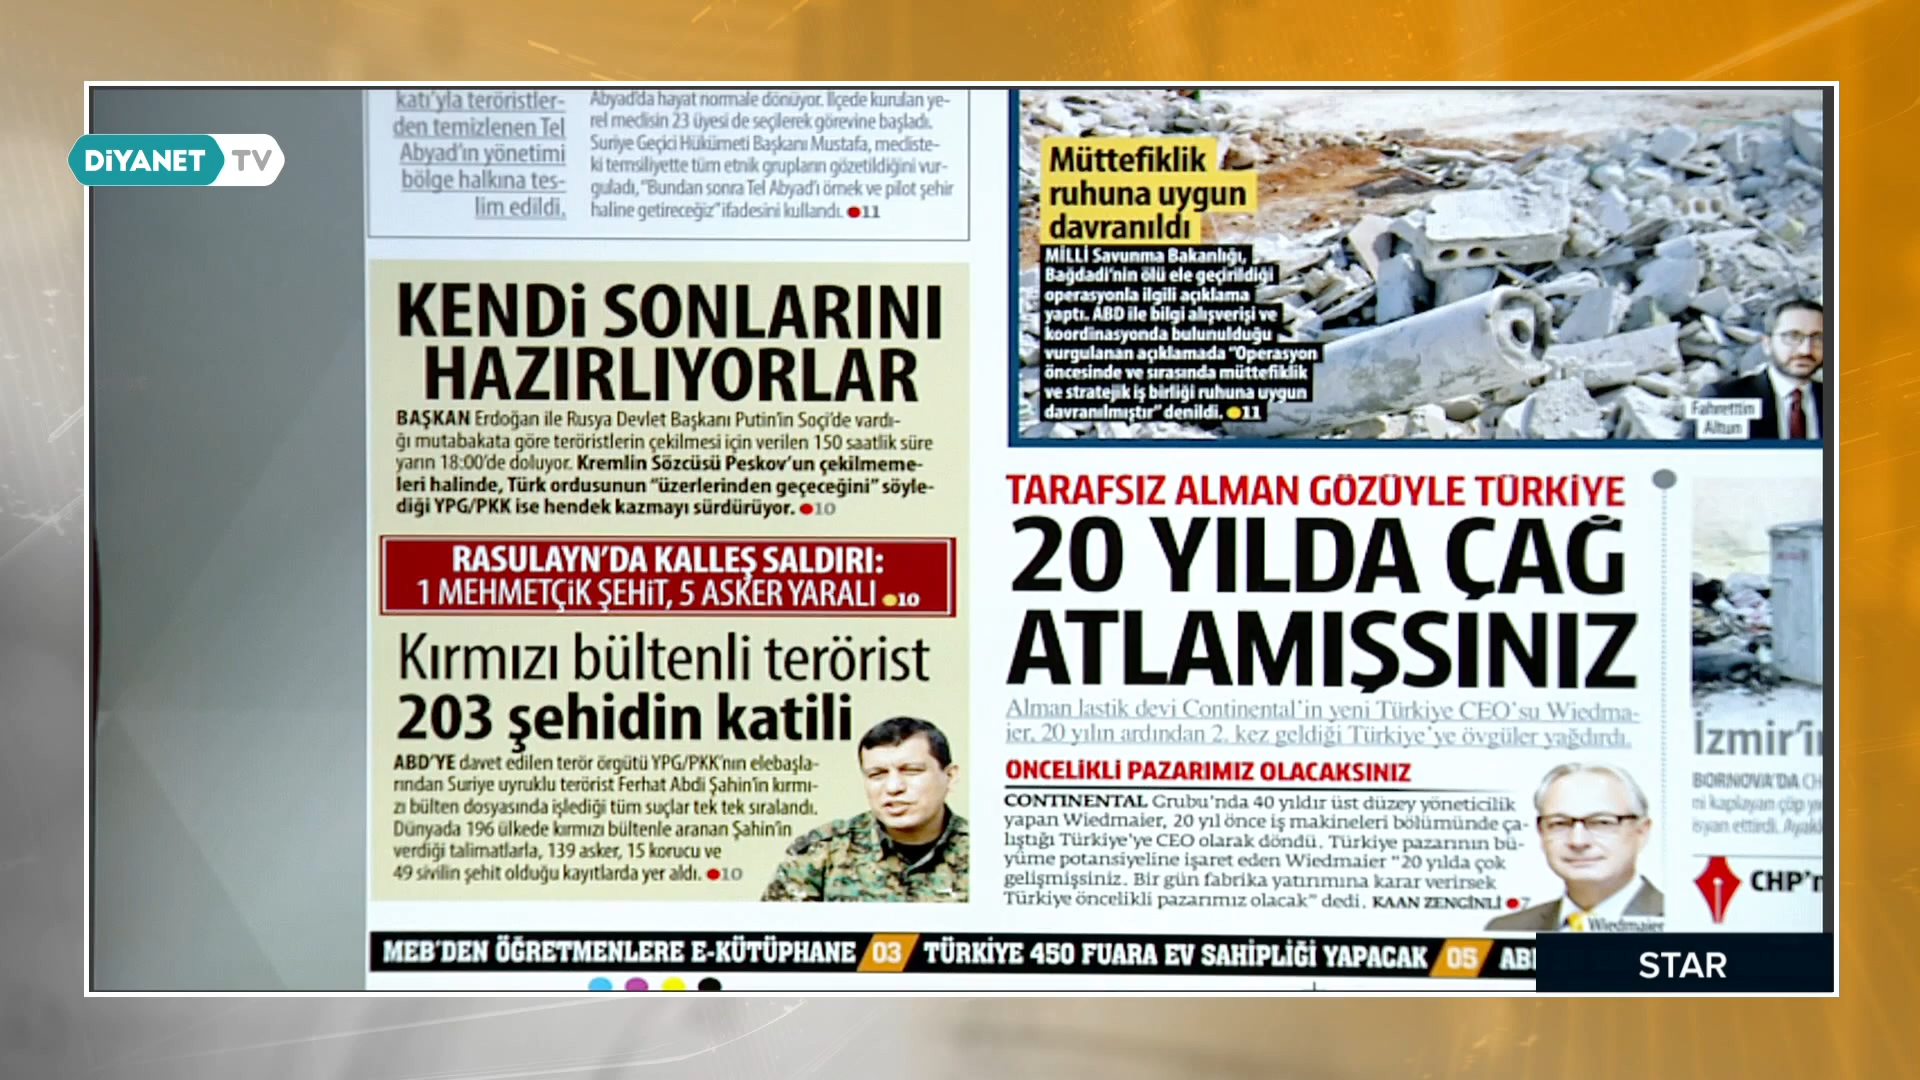 DİYANET TV
katı'yla teröristler-
den temizlenen Tel
Abyad'ın yönetimi
bölge halkına tes-
lim edildi.
Abyad'da hayat normale dönüyor. İlçede kurulan ye-
rel meclisin 23 üyesi de seçilerek görevine başladı.
Suriye Geçici Hükümeti Başkanı Mustafa, mecliste-
ki temsiliyette tüm etnik grupların gözetildiğini vur-
guladı, "Bundan sonra Tel Abyad'ı örnek ve pilot şehir
haline getireceğiz" ifadesini kullandı. 11
KENDİ SONLARINI
HAZIRLIYORLAR
BAŞKAN Erdoğan ile Rusya Devlet Başkanı Putin'in Soçi'de vardı-
ğı mutabakata göre teröristlerin çekilmesi için verilen 150 saatlik süre
yarın 18:00'de doluyor. Kremlin Sözcüsü Peskov'un çekilmeme-
leri halinde, Türk ordusunun "üzerlerinden geçeceğini" söyle-
diği YPG/PKK ise hendek kazmayı sürdürüyor. 10
RASULAYN'DA KALLEŞ SALDIRI:
1 MEHMETÇİK ŞEHİT, 5 ASKER YARALI 10
Kırmızı bültenli terörist
203 şehidin katili
ABD'YE davet edilen terör örgütü YPG/PKK'nın elebaşla-
rından Suriye uyruklu terörist Ferhat Abdi Şahin'in kırmı-
zı bülten dosyasında işlediği tüm suçlar tek tek sıralandı.
Dünyada 196 ülkede kırmızı bültenle aranan Şahin'in
verdiği talimatlarla, 139 asker, 15 korucu ve
49 sivilin şehit olduğu kayıtlarda yer aldı. 10
Müttefiklik
ruhuna uygun
davranıldı
MİLLİ Savunma Bakanlığı,
Bağdadi'nin ölü ele geçirildiği
operasyonla ilgili açıklama
yaptı. ABD ile bilgi alışverişi ve
koordinasyonda bulunulduğu
vurgulanan açıklamada "Operasyon
öncesinde ve sırasında müttefiklik
ve stratejik iş birliği ruhuna uygun
davranılmıştır" denildi. 11
Fahrettin
Altun
TARAFSIZ ALMAN GÖZÜYLE TÜRKİYE
20 YILDA ÇAĞ
ATLAMIŞSINIZ
Alman lastik devi Continental'in yeni Türkiye CEO'su Wiedma-
ier, 20 yılın ardından 2. kez geldiği Türkiye'ye övgüler yağdırdı.
ÖNCELİKLİ PAZARIMIZ OLACAKSINIZ
CONTINENTAL Grubu'nda 40 yıldır üst düzey yöneticilik
yapan Wiedmaier, 20 yıl önce iş makineleri bölümünde ça-
lıştığı Türkiye'ye CEO olarak döndü. Türkiye pazarının bü-
yüme potansiyeline işaret eden Wiedmaier "20 yılda çok
gelişmişsiniz. Bir gün fabrika yatırımına karar verirsek
Türkiye öncelikli pazarımız olacak" dedi. KAAN ZENGİNLİ 7
Wiedmaier
İzmir'i
BORNOVA'DA CH
ni kaplayan çöp
isyan ettirdi.
CHP'
MEB'DEN ÖĞRETMENLERE E-KÜTÜPHANE 03 TÜRKİYE 450 FUARA EV SAHİPLİĞİ YAPACAK 05 AB
STAR